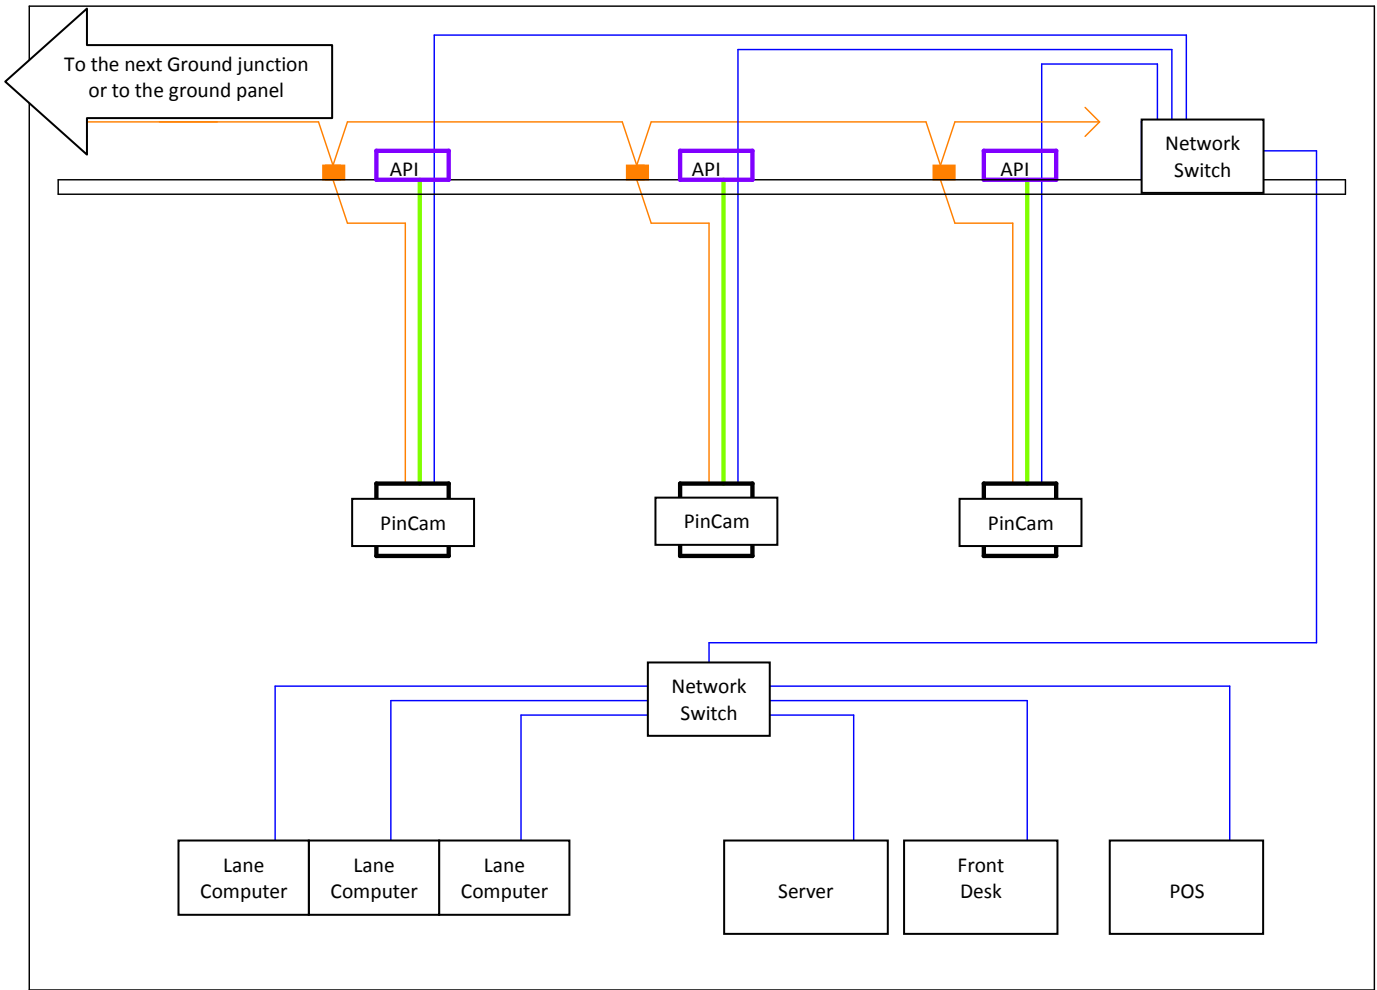 To the next Ground junction
or to the ground panel
API
API
API
Network
Switch
PinCam
PinCam
PinCam
Network
Switch
Lane
Computer
Lane
Computer
Lane
Computer
Server
Front
Desk
POS